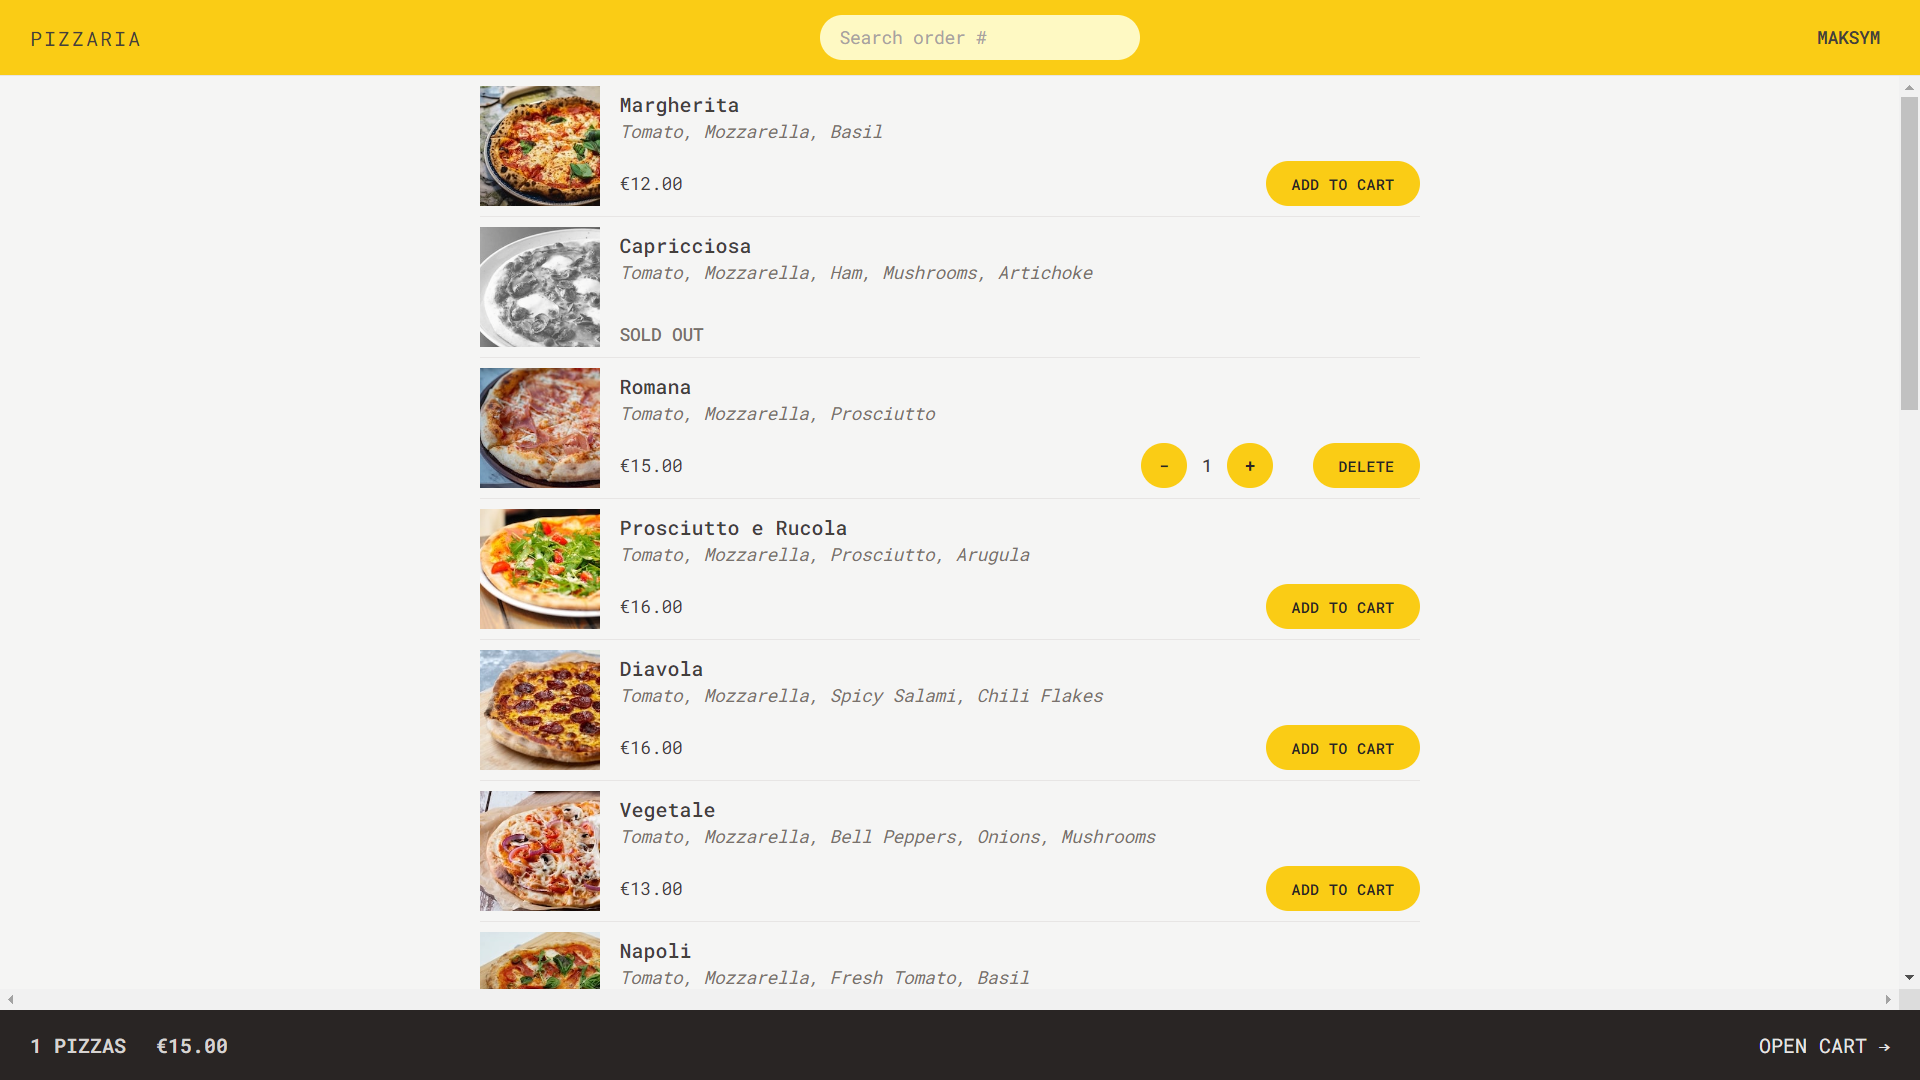 PIZZARIA
Search order #
MAKSYM
Margherita
Tomato, Mozzarella, Basil
€12.00
ADD TO CART
Capricciosa
Tomato, Mozzarella, Ham, Mushrooms, Artichoke
SOLD OUT
Romana
Tomato, Mozzarella, Prosciutto
€15.00
- 1 +
DELETE
Prosciutto e Rucola
Tomato, Mozzarella, Prosciutto, Arugula
€16.00
ADD TO CART
Diavola
Tomato, Mozzarella, Spicy Salami, Chili Flakes
€16.00
ADD TO CART
Vegetale
Tomato, Mozzarella, Bell Peppers, Onions, Mushrooms
€13.00
ADD TO CART
Napoli
Tomato, Mozzarella, Fresh Tomato, Basil
1 PIZZAS €15.00
OPEN CART →